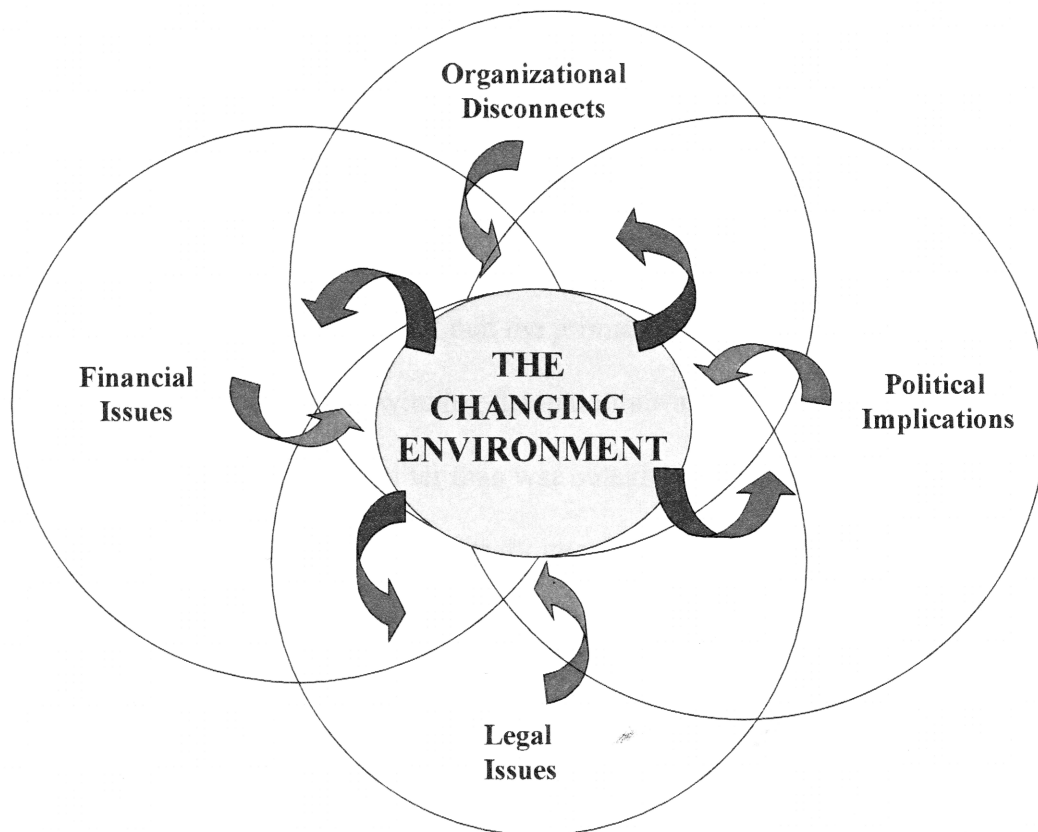 Organizational
Disconnects
Financial
Issues
THE
CHANGING
ENVIRONMENT
Political
Implications
Legal
Issues